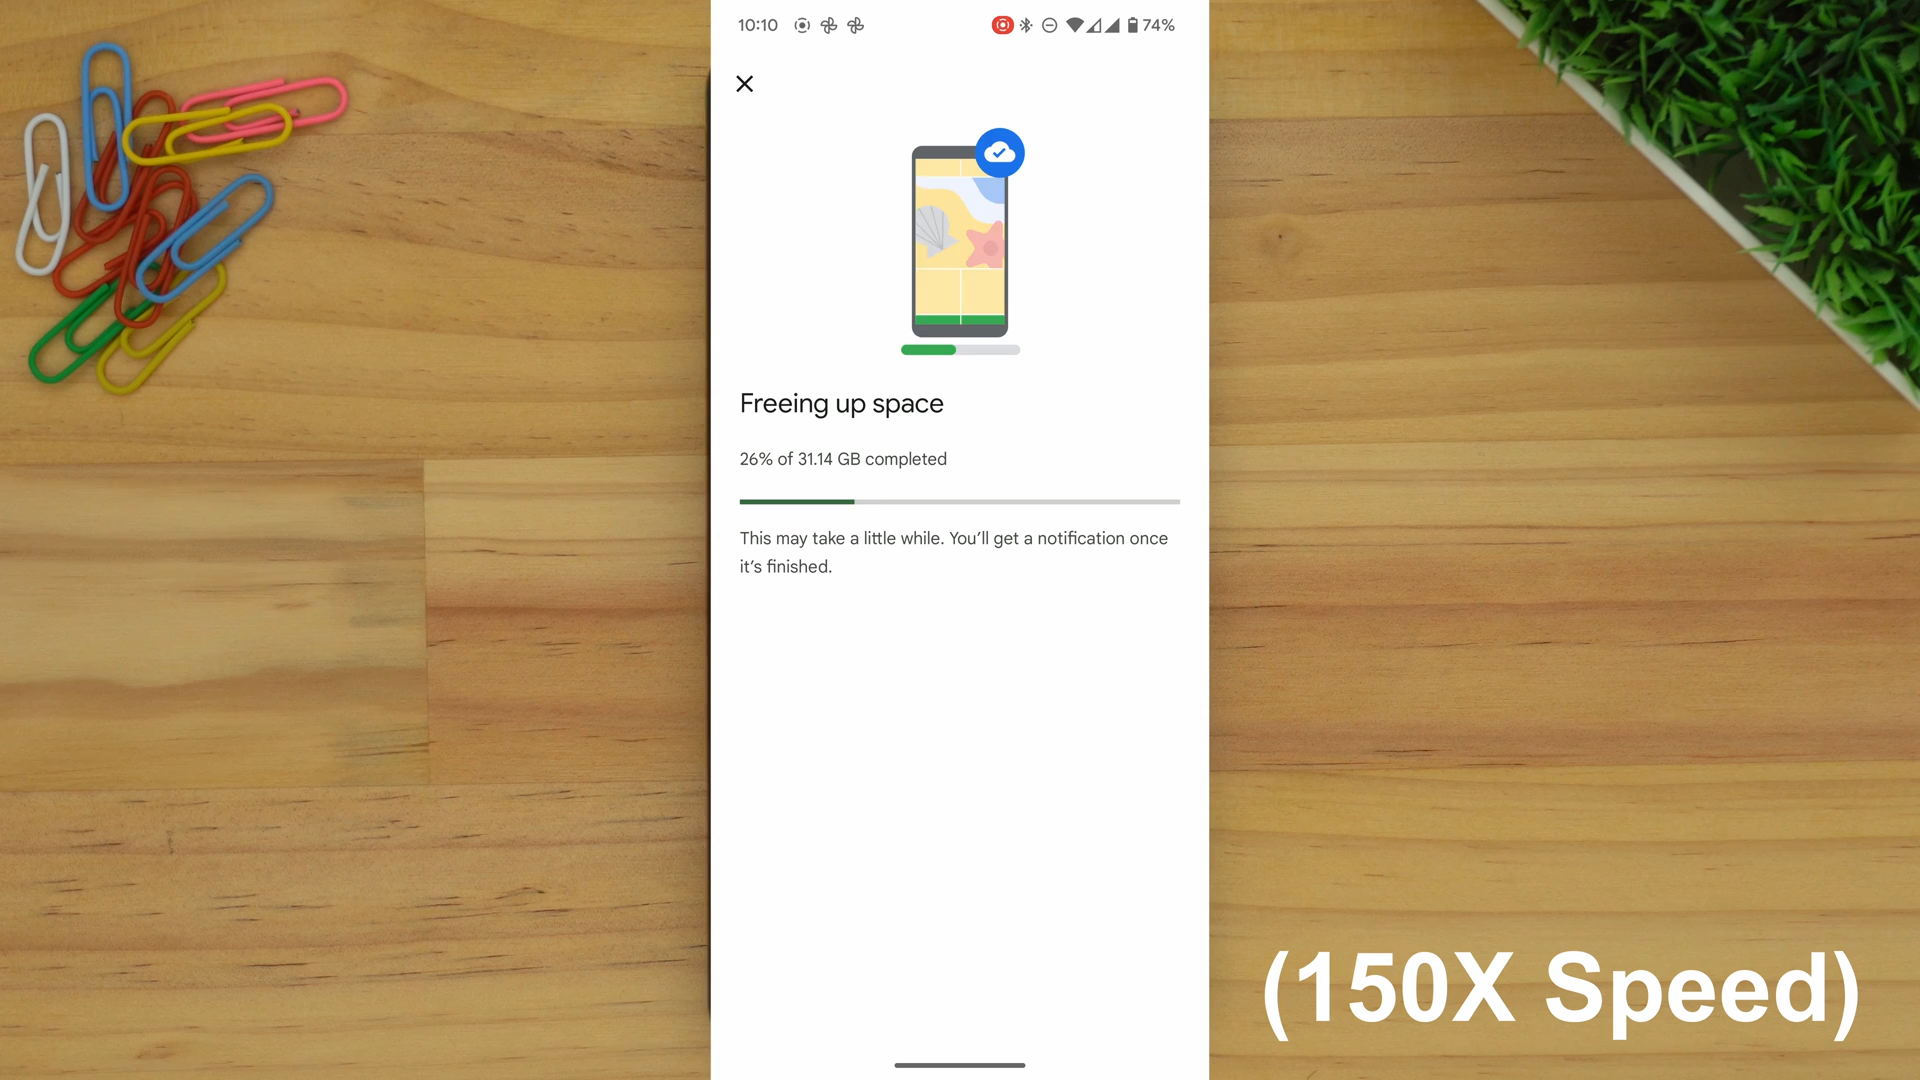 10:10
74%
Freeing up space
26% of 31.14 GB completed
This may take a little while. You’ll get a notification once
it’s finished.
(150X Speed)